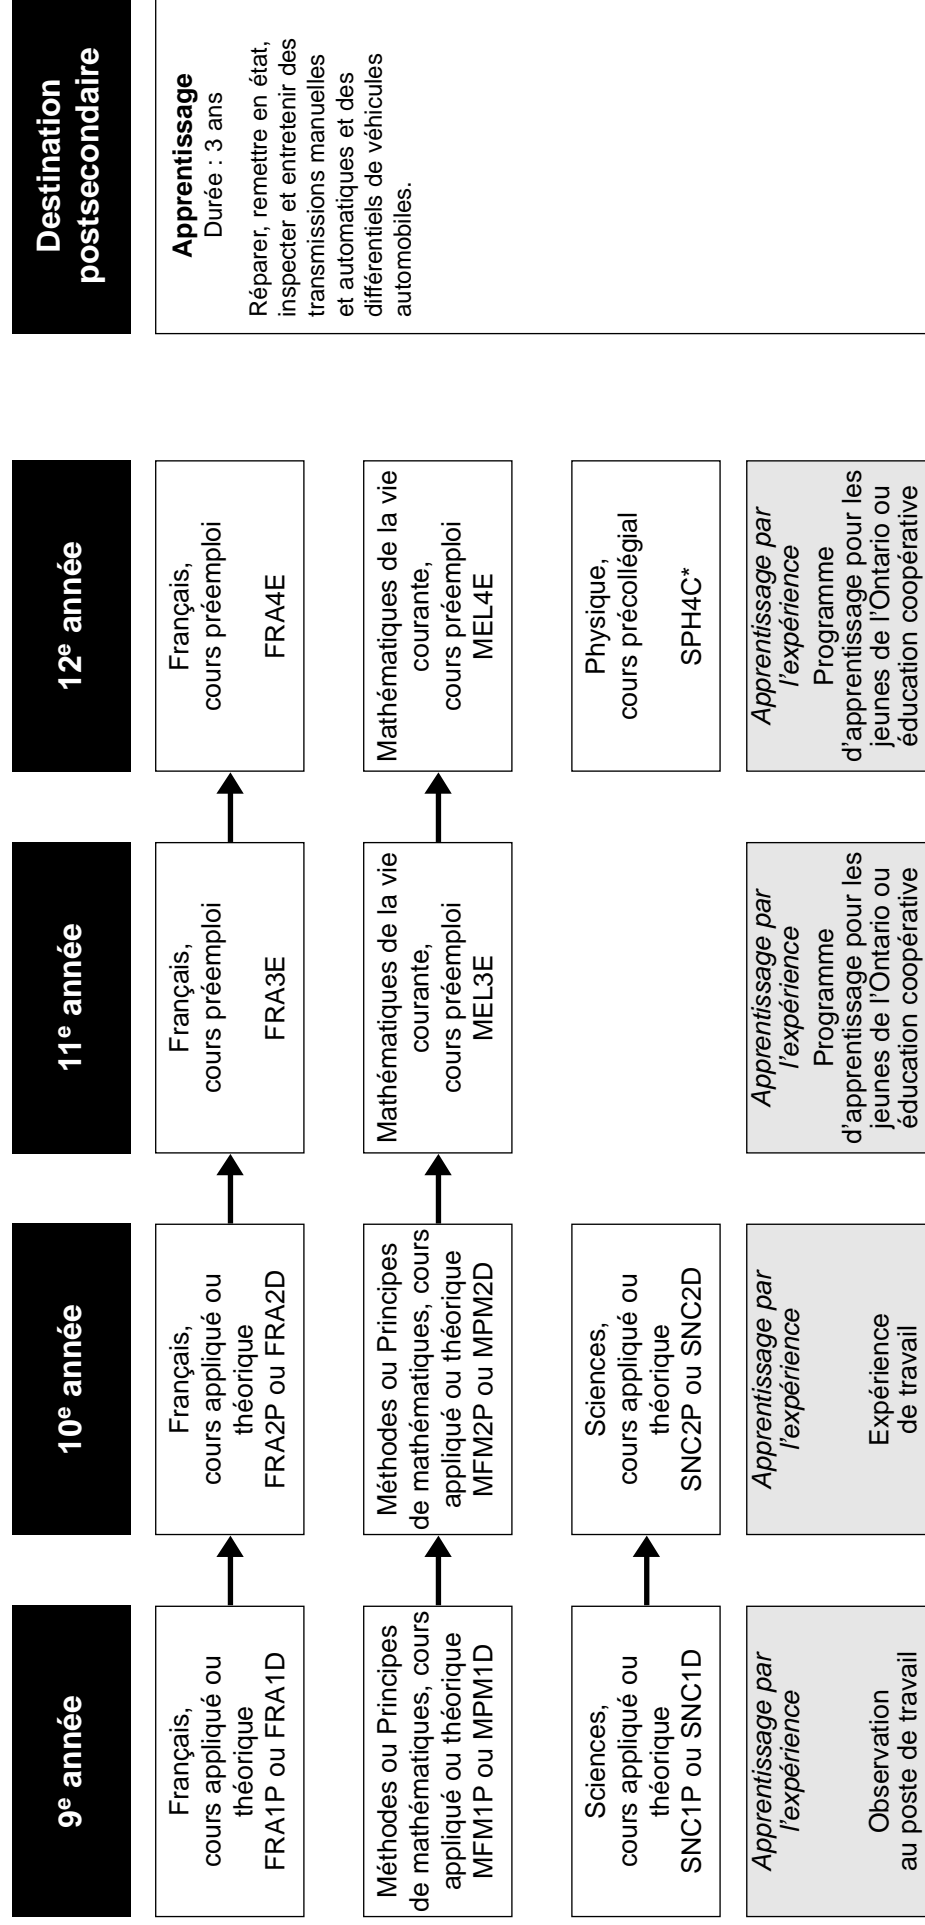 9e année
10e année
11e année
12e année
Destination
postsecondaire
Français,
cours appliqué ou
théorique
FRA1P ou FRA1D
Français,
cours appliqué ou
théorique
FRA2P ou FRA2D
Français,
cours préemploi
FRA3E
Français,
cours préemploi
FRA4E
Apprentissage
Durée : 3 ans
Réparer, remettre en état,
inspecter et entretenir des
transmissions manuelles
et automatiques et des
différentiels de véhicules
automobiles.
Méthodes ou Principes
de mathématiques, cours
appliqué ou théorique
MFM1P ou MPM1D
Méthodes ou Principes
de mathématiques, cours
appliqué ou théorique
MFM2P ou MPM2D
Mathématiques de la vie
courante,
cours préemploi
MEL3E
Mathématiques de la vie
courante,
cours préemploi
MEL4E
Sciences,
cours appliqué ou
théorique
SNC1P ou SNC1D
Sciences,
cours appliqué ou
théorique
SNC2P ou SNC2D
Physique,
cours précollégial
SPH4C*
Apprentissage par
l'expérience
Observation
au poste de travail
Apprentissage par
l'expérience
Expérience
de travail
Apprentissage par
l'expérience
Programme
d'apprentissage pour les
jeunes de l'Ontario ou
éducation coopérative
Apprentissage par
l'expérience
Programme
d'apprentissage pour les
jeunes de l'Ontario ou
éducation coopérative